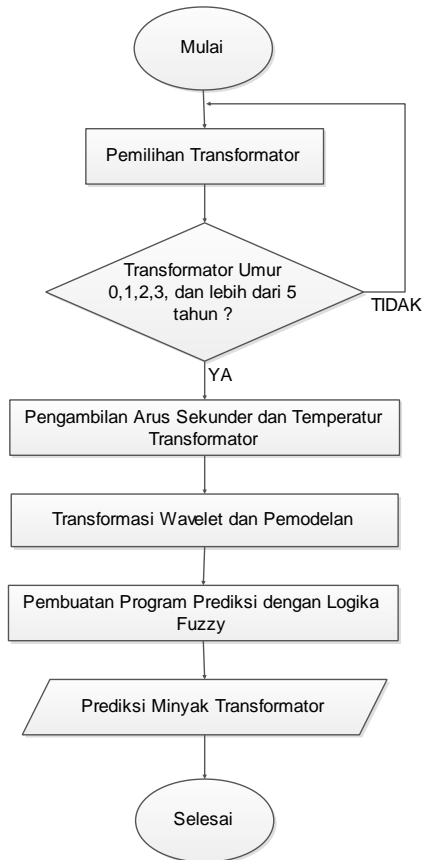 Mulai
Pemilihan Transformator
Transformator Umur
0,1,2,3, dan lebih dari 5
tahun ?
TIDAK
YA
Pengambilan Arus Sekunder dan Temperatur
Transformator
Transformasi Wavelet dan Pemodelan
Pembuatan Program Prediksi dengan Logika
Fuzzy
Prediksi Minyak Transformator
Selesai